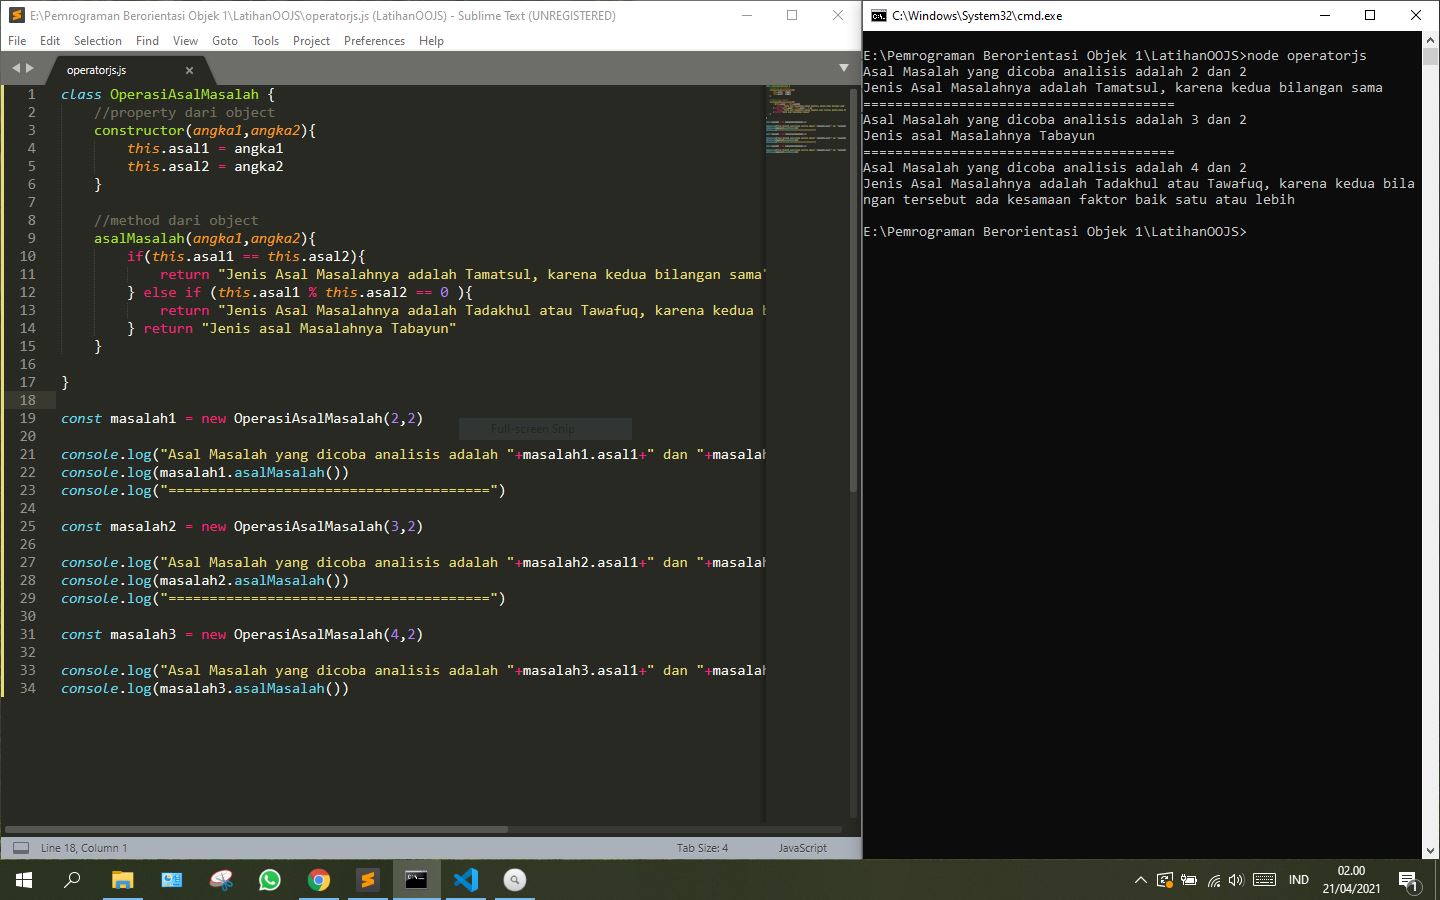 E:\Pemrograman Berorientasi Objek 1\LatihanOOJS\operatorjs.js (LatihanOOJS) - Sublime Text (UNREGISTERED)
File Edit Selection Find View Goto Tools Project Preferences Help
operatorjs.js
1 class OperasiAsalMasalah {
2 //property dari object
3 constructor(angka1,angka2){
4 this.asal1 = angka1
5 this.asal2 = angka2
6 }
7
8 //method dari object
9 asalMasalah(angka1,angka2){
10 if(this.asal1 == this.asal2){
11 return "Jenis Asal Masalahnya adalah Tamatsul, karena kedua bilangan sama"
12 } else if (this.asal1 % this.asal2 == 0 ){
13 return "Jenis Asal Masalahnya adalah Tadakhul atau Tawafuq, karena kedua b
14 } return "Jenis asal Masalahnya Tabayun"
15 }
16
17 }
18
19 const masalah1 = new OperasiAsalMasalah(2,2)
Full-screen Snip
20
21 console.log("Asal Masalah yang dicoba analisis adalah "+masalah1.asal1+" dan "+masalah
22 console.log(masalah1.asalMasalah())
23 console.log("=======================================")
24
25 const masalah2 = new OperasiAsalMasalah(3,2)
26
27 console.log("Asal Masalah yang dicoba analisis adalah "+masalah2.asal1+" dan "+masalah
28 console.log(masalah2.asalMasalah())
29 console.log("=======================================")
30
31 const masalah3 = new OperasiAsalMasalah(4,2)
32
33 console.log("Asal Masalah yang dicoba analisis adalah "+masalah3.asal1+" dan "+masalah
34 console.log(masalah3.asalMasalah())
Line 18, Column 1
Tab Size: 4
JavaScript
C:\Windows\System32\cmd.exe
E:\Pemrograman Berorientasi Objek 1\LatihanOOJS>node operatorjs
Asal Masalah yang dicoba analisis adalah 2 dan 2
Jenis Asal Masalahnya adalah Tamatsul, karena kedua bilangan sama
=======================================
Asal Masalah yang dicoba analisis adalah 3 dan 2
Jenis asal Masalahnya Tabayun
=======================================
Asal Masalah yang dicoba analisis adalah 4 dan 2
Jenis Asal Masalahnya adalah Tadakhul atau Tawafuq, karena kedua bila
ngan tersebut ada kesamaan faktor baik satu atau lebih
E:\Pemrograman Berorientasi Objek 1\LatihanOOJS>
IND
02.00
21/04/2021
1